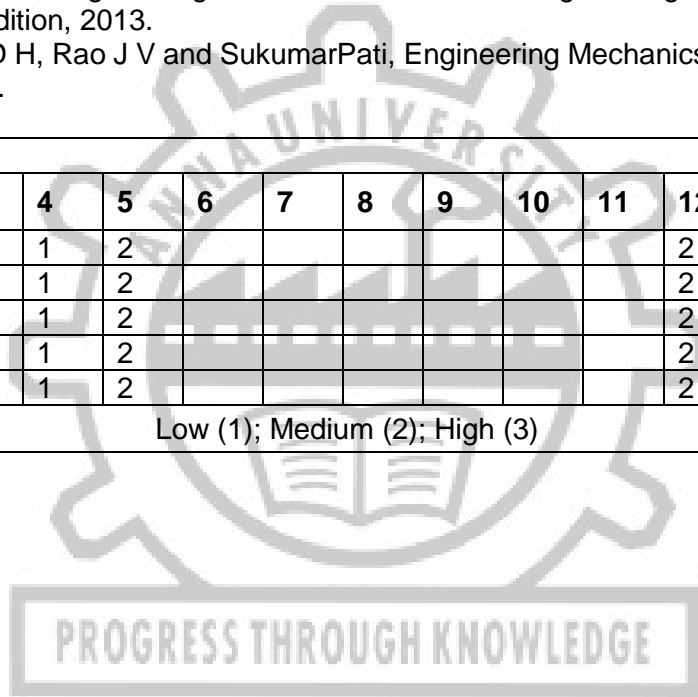 dition, 2013.
D H, Rao J V and SukumarPati, Engineering Mechanics
.
4 5 6 7 8 9 10 11
1 2 2
1 2 2
1 2 2
1 2 2
1 2 2
Low (1); Medium (2); High (3)
ANNA UNIVERSITY
PROGRESS THROUGH KNOWLEDGE